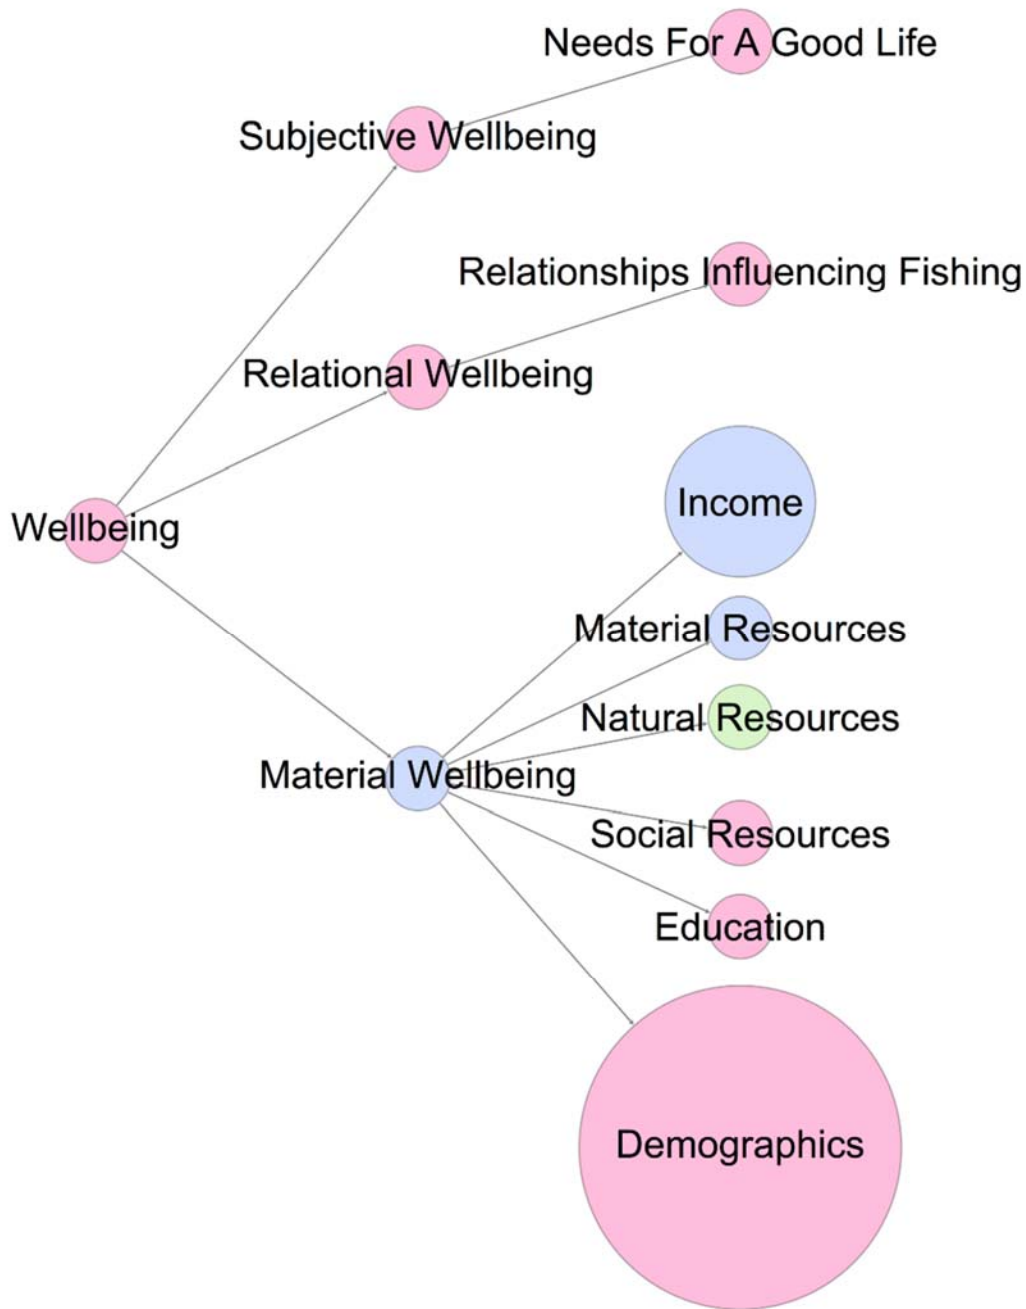 Needs For A Good Life
Subjective Wellbeing
Relationships Influencing Fishing
Relational Wellbeing
Income
Wellbeing
Material Resources
Natural Resources
Material Wellbeing
Social Resources
Education
Demographics